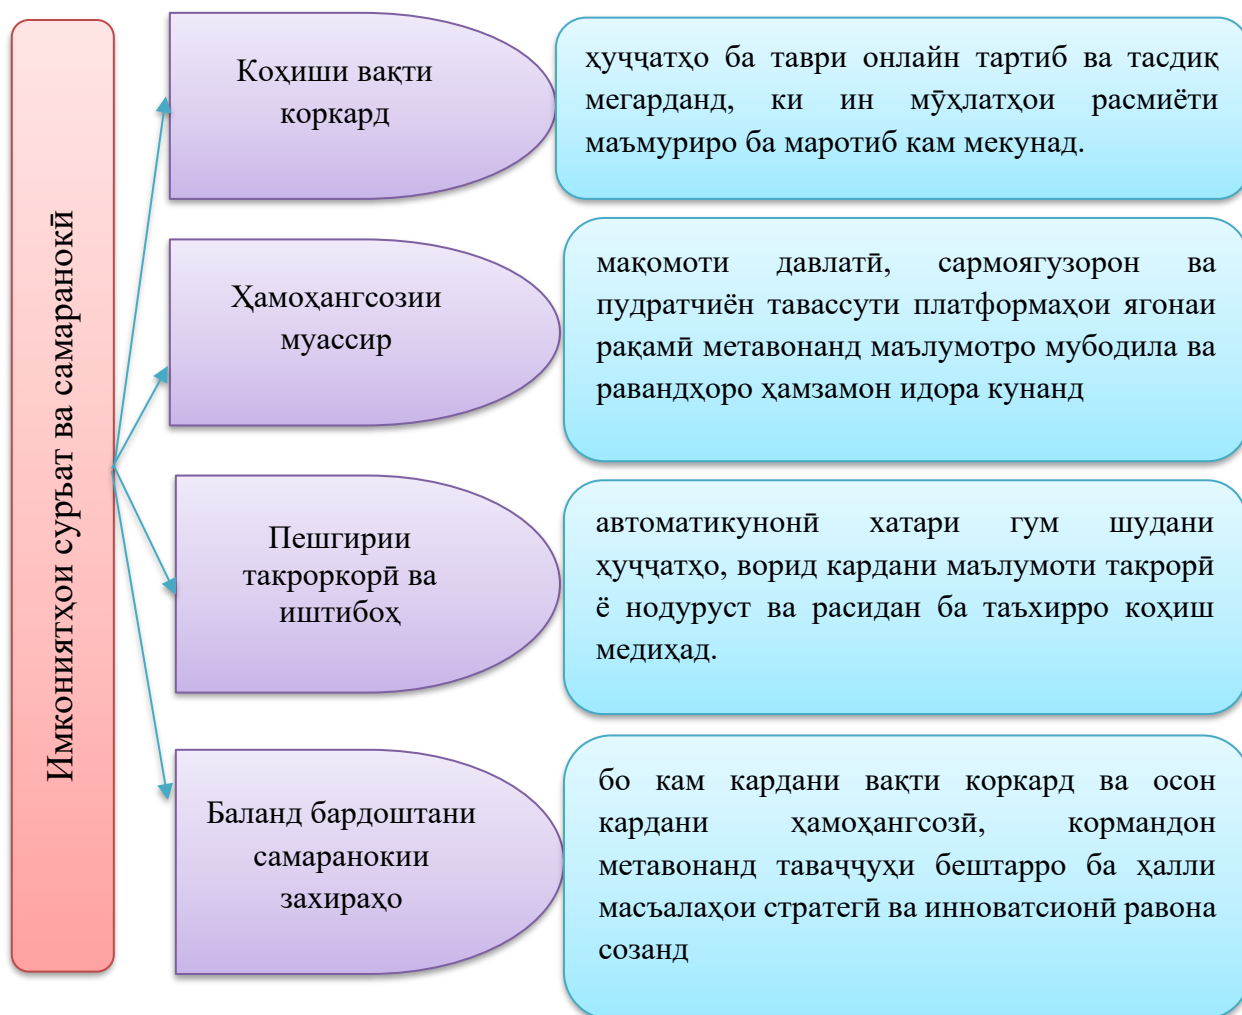 Имкониятҳои суръат ва самаранокӣ
Коҳиши вақти
коркард
ҳуҷҷатҳо ба таври онлайн тартиб ва тасдиқ
мегарданд, ки ин мӯҳлатҳои расмиёти
маъмуриро ба маротиб кам мекунад.
Ҳамоҳангсозии
муассир
мақомоти давлатӣ, сармоягузорон ва
пудратчиён тавассути платформаҳои ягонаи
рақамӣ метавонанд маълумотро мубодила ва
равандҳоро ҳамзамон идора кунанд
Пешгирии
такроркорӣ ва
иштибоҳ
автоматикунонӣ хатари гум шудани
ҳуҷҷатҳо, ворид кардани маълумоти такрорӣ
ё нодуруст ва расидан ба таъхирро коҳиш
медиҳад.
Баланд бардоштани
самаранокии
захираҳо
бо кам кардани вақти коркард ва осон
кардани ҳамоҳангсозӣ, кормандон
метавонанд таваҷҷуҳи бештарро ба ҳалли
масъалаҳои стратегӣ ва инноватсионӣ равона
созанд